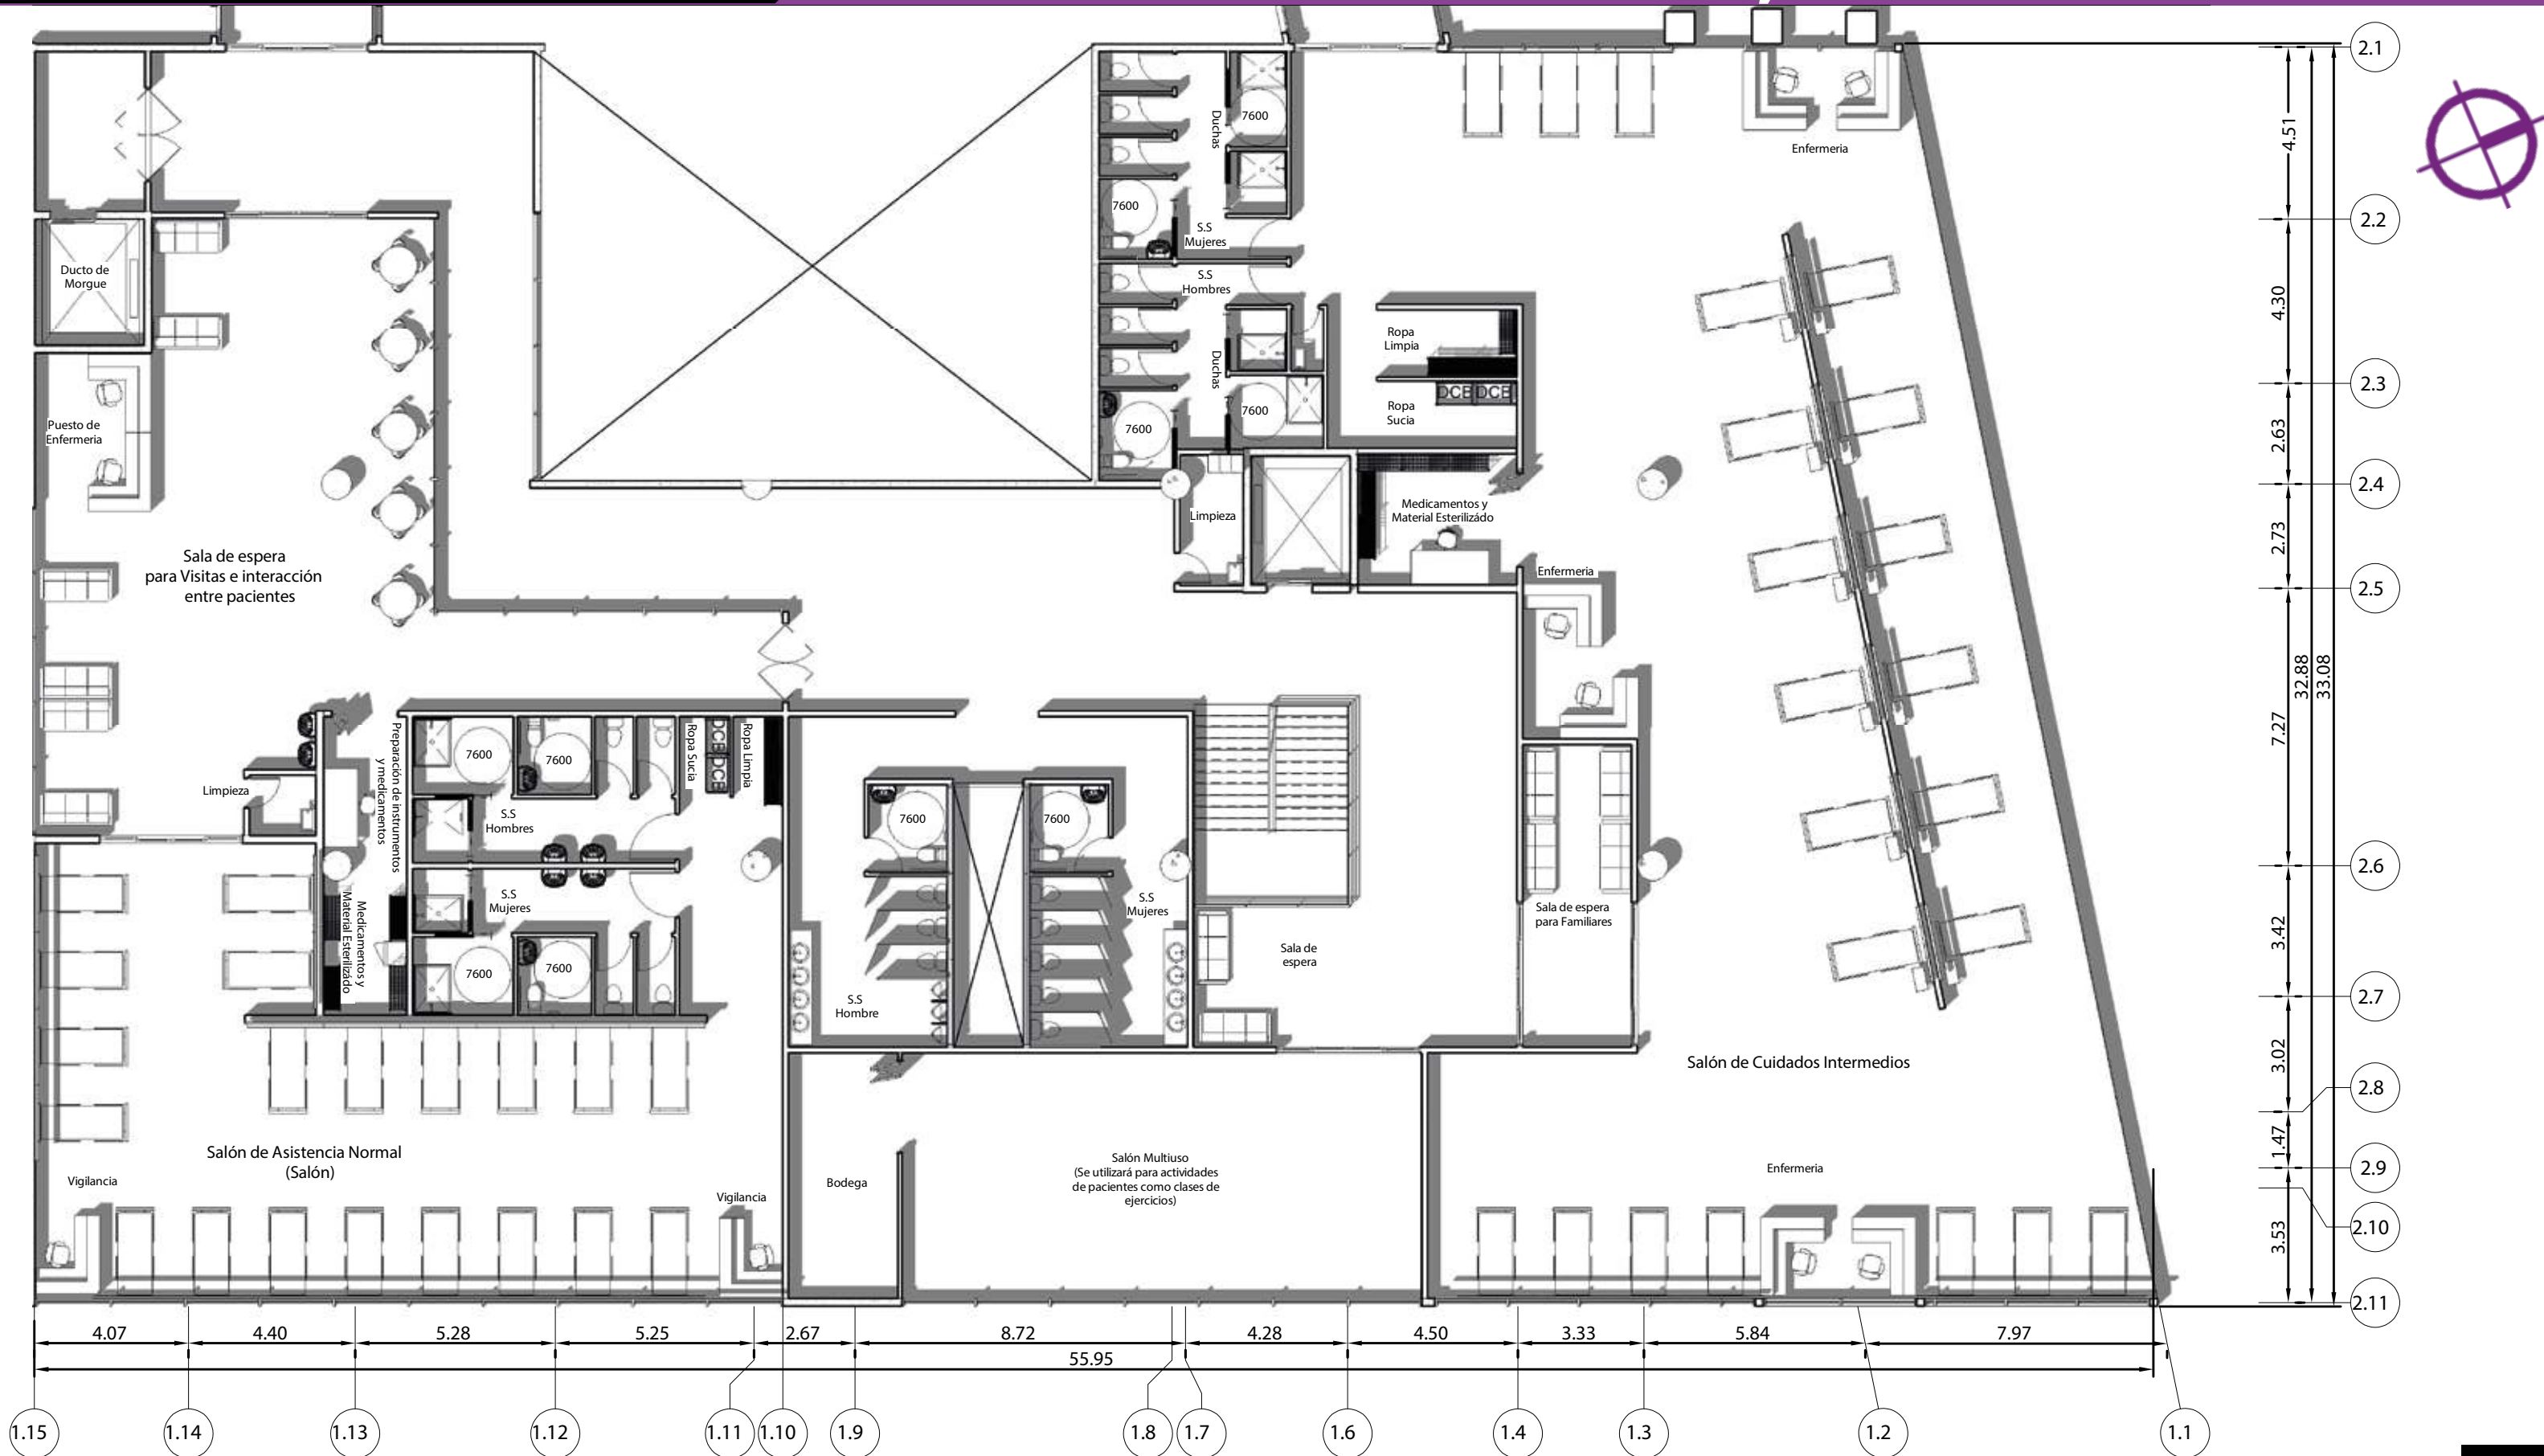 2.1
4.51
Enfermeria
Duchas
7600
7600
2.2
S.S
Mujeres
Ducto de
Morgue
S.S
Hombres
4.30
Ropa
Limpia
Duchas
2.3
DCE DCE
7600
Ropa
Sucia
Puesto de
Enfermeria
7600
2.63
2.4
Limpieza
Medicamentos y
Material Esterilizádo
2.73
Sala de espera
para Visitas e interacción
entre pacientes
Enfermeria
2.5
32.88
33.08
7.27
Preparación de instrumentos
y medicamentos
7600
7600
Ropa Sucia
DCE DCE
Ropa Limpia
Limpieza
S.S
Hombres
7600
7600
2.6
S.S
Mujeres
S.S
Mujeres
Sala de espera
para Familiares
Medicamentos y
Material Esterilizádo
3.42
Sala de
espera
7600
7600
2.7
S.S
Hombre
3.02
Salón de Cuidados Intermedios
2.8
Salón de Asistencia Normal
(Salón)
1.47
Salón Multiuso
(Se utilizará para actividades
de pacientes como clases de
ejercicios)
2.9
Enfermeria
Vigilancia
Vigilancia
Bodega
2.10
3.53
2.11
4.07 4.40 5.28 5.25 2.67 8.72 4.28 4.50 3.33 5.84 7.97
55.95
1.15 1.14 1.13 1.12 1.11 1.10 1.9 1.8 1.7 1.6 1.4 1.3 1.2 1.1